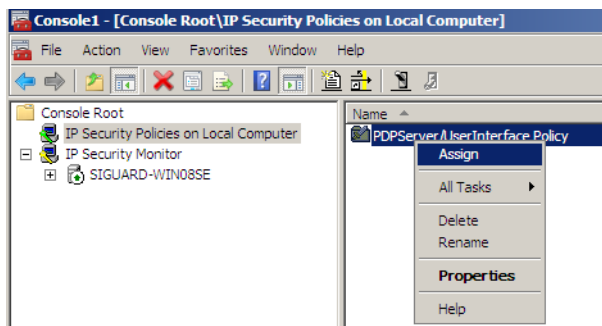 Console1 - [Console Root\IP Security Policies on Local Computer]
File Action View Favorites Window Help
Console Root
IP Security Policies on Local Computer
IP Security Monitor
SIGUARD-WIN08SE
Name
PDPServer/UserInterface Policy
Assign
All Tasks
Delete
Rename
Properties
Help